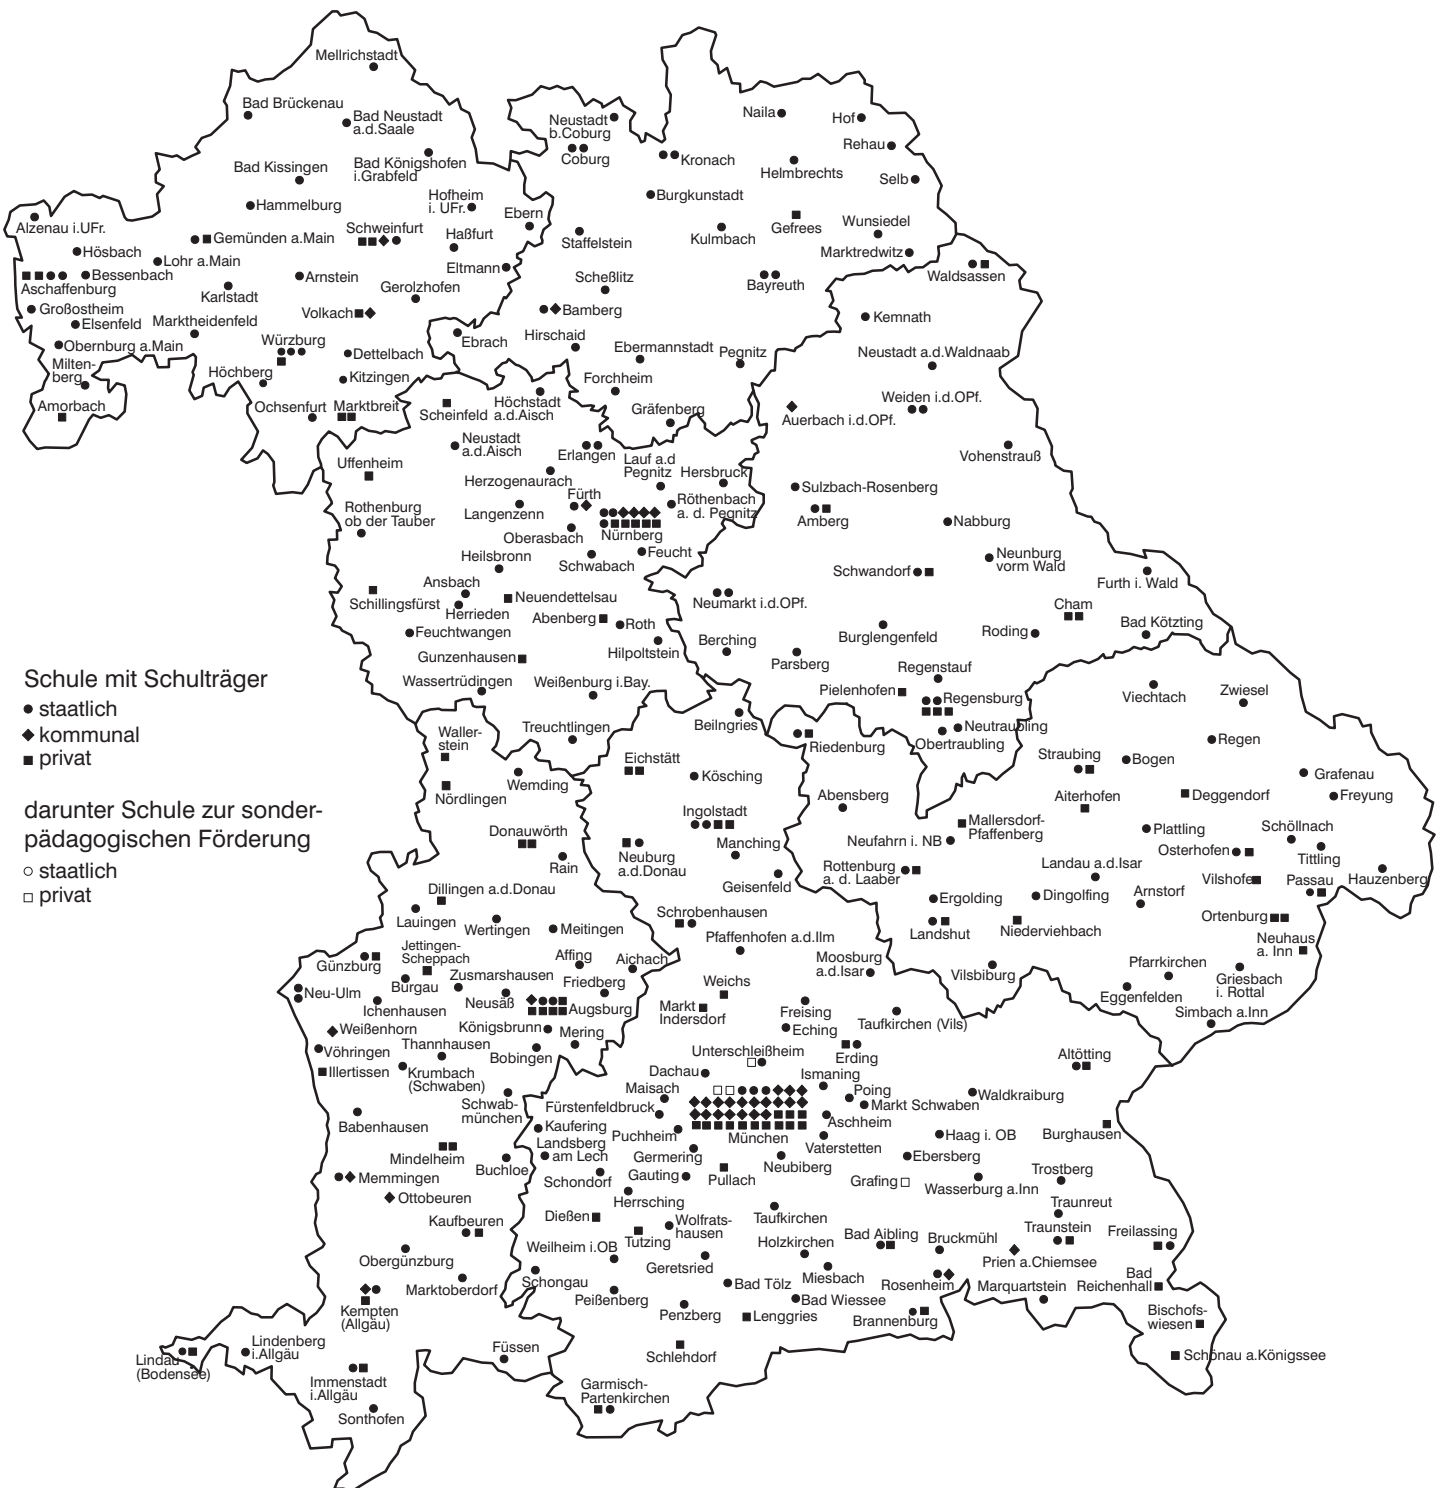 Mellrichstadt
Bad Brückenau
Bad Neustadt
a.d.Saale
Neustadt
b.Coburg
Coburg
Naila
Hof
Rehau
Kronach
Helmbrechts
Selb
Bad Kissingen
Bad Königshofen
i.Grabfeld
Burgkunstadt
Hammelburg
Hofheim
i. UFr.
Ebern
Alzenau i.UFr.
Gemünden a.Main
Schweinfurt
Haßfurt
Staffelstein
Kulmbach
Gefrees
Wunsiedel
Marktredwitz
Hösbach
Lohr a.Main
Eltmann
Waldsassen
Bessenbach
Aschaffenburg
Arnstein
Karlstadt
Gerolzhofen
Scheßlitz
Bayreuth
Großostheim
Elsenfeld
Marktheidenfeld
Volkach
Bamberg
Kemnath
Obernburg a.Main
Würzburg
Dettelbach
Ebrach
Hirschaid
Ebermannstadt
Pegnitz
Neustadt a.d.Waldnaab
Milten-
berg
Höchberg
Kitzingen
Forchheim
Amorbach
Ochsenfurt
Marktbreit
Scheinfeld
Höchstadt
a.d.Aisch
Gräfenberg
Auerbach i.d.OPf.
Weiden i.d.OPf.
Neustadt
a.d.Aisch
Erlangen
Lauf a.d
Pegnitz
Hersbruck
Vohenstrauß
Uffenheim
Herzogenaurach
Fürth
Röthenbach
a. d. Pegnitz
Sulzbach-Rosenberg
Rothenburg
ob der Tauber
Langenzenn
Oberasbach
Nürnberg
Amberg
Nabburg
Heilsbronn
Schwabach
Feucht
Schwandorf
Neunburg
vorm Wald
Furth i. Wald
Ansbach
Schillingsfürst
Herrieden
Neuendettelsau
Abenberg
Roth
Neumarkt i.d.OPf.
Cham
Feuchtwangen
Hilpoltstein
Berching
Burglengenfeld
Roding
Bad Kötzting
Gunzenhausen
Parsberg
Regenstauf
Wassertrüdingen
Weißenburg i.Bay.
Pielenhofen
Regensburg
Viechtach
Zwiesel
Schule mit Schulträger
staatlich
kommunal
privat
Treuchtlingen
Beilngries
Riedenburg
Neutraubling
Obertraubling
Regen
Waller-
stein
Eichstätt
Kösching
Straubing
Bogen
Nördlingen
Wemding
Abensberg
Aiterhofen
Deggendorf
Grafenau
Freyung
darunter Schule zur sonder-
pädagogischen Förderung
staatlich
privat
Donauwörth
Ingolstadt
Mallersdorf-
Pfaffenberg
Plattling
Schöllnach
Rain
Neuburg
a.d.Donau
Manching
Neufahrn i. NB
Osterhofen
Tittling
Geisenfeld
Rottenburg
a. d. Laaber
Landau a.d.Isar
Vilshofen
Passau
Hauzenberg
Dillingen a.d.Donau
Lauingen
Wertingen
Meitingen
Schrobenhausen
Ergolding
Dingolfing
Arnstorf
Ortenburg
Pfaffenhofen a.d.Ilm
Landshut
Niederviehbach
Neuhaus
a. Inn
Günzburg
Jettingen-
Scheppach
Affing
Aichach
Moosburg
a.d.Isar
Vilsbiburg
Pfarrkirchen
Griesbach
i. Rottal
Burgau
Zusmarshausen
Friedberg
Weichs
Eggenfelden
Neu-Ulm
Ichenhausen
Neusäß
Augsburg
Markt
Indersdorf
Freising
Simbach a.Inn
Weißenhorn
Königsbrunn
Mering
Eching
Taufkirchen (Vils)
Vöhringen
Thannhausen
Bobingen
Unterschleißheim
Erding
Altötting
Illertissen
Krumbach
(Schwaben)
Dachau
Ismaning
Schwab-
münchen
Maisach
Poing
Waldkraiburg
Babenhausen
Fürstenfeldbruck
Markt Schwaben
Kaufering
Puchheim
München
Aschheim
Burghausen
Mindelheim
Landsberg
am Lech
Germering
Vaterstetten
Haag i. OB
Buchloe
Neubiberg
Ebersberg
Memmingen
Schondorf
Gauting
Pullach
Grafing
Wasserburg a.Inn
Trostberg
Ottobeuren
Herrsching
Traunreut
Kaufbeuren
Dießen
Wolfrats-
hausen
Taufkirchen
Traunstein
Freilassing
Obergünzburg
Weilheim i.OB
Tutzing
Holzkirchen
Bad Aibling
Bruckmühl
Prien a.Chiemsee
Marktoberdorf
Schongau
Geretsried
Miesbach
Rosenheim
Marquartstein
Bad
Reichenhall
Kempten
(Allgäu)
Peißenberg
Bad Tölz
Bad Wiessee
Penzberg
Lenggries
Brannenburg
Bischofs-
wiesen
Lindau
(Bodensee)
Lindenberg
i.Allgäu
Füssen
Schlehdorf
Schönau a.Königssee
Immenstadt
i.Allgäu
Garmisch-
Partenkirchen
Sonthofen